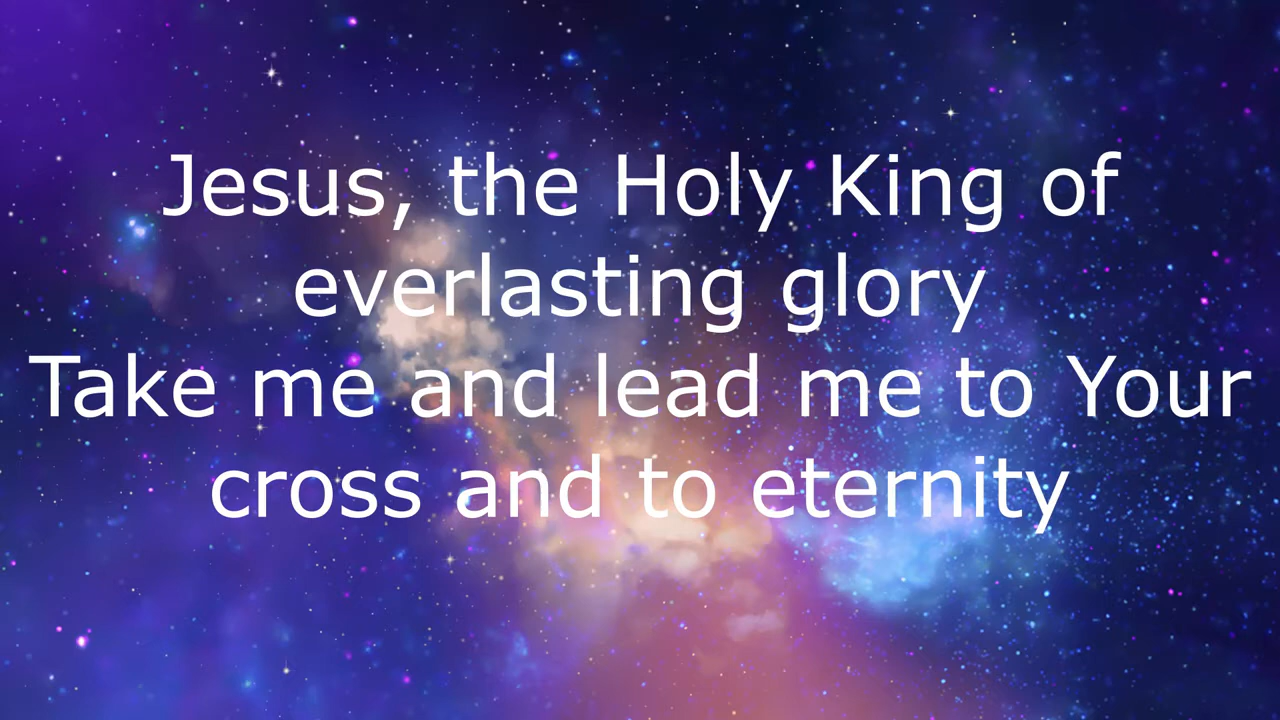 Jesus, the Holy King of
everlasting glory
Take me and lead me to Your
cross and to eternity